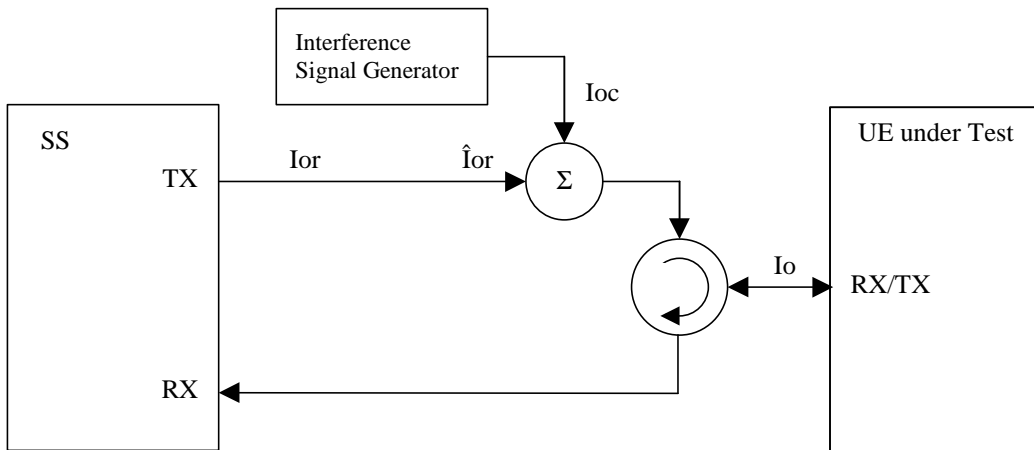 Interference
Signal Generator
Ioc
SS
UE under Test
TX
Ior
Îor
Σ
Io
RX/TX
RX